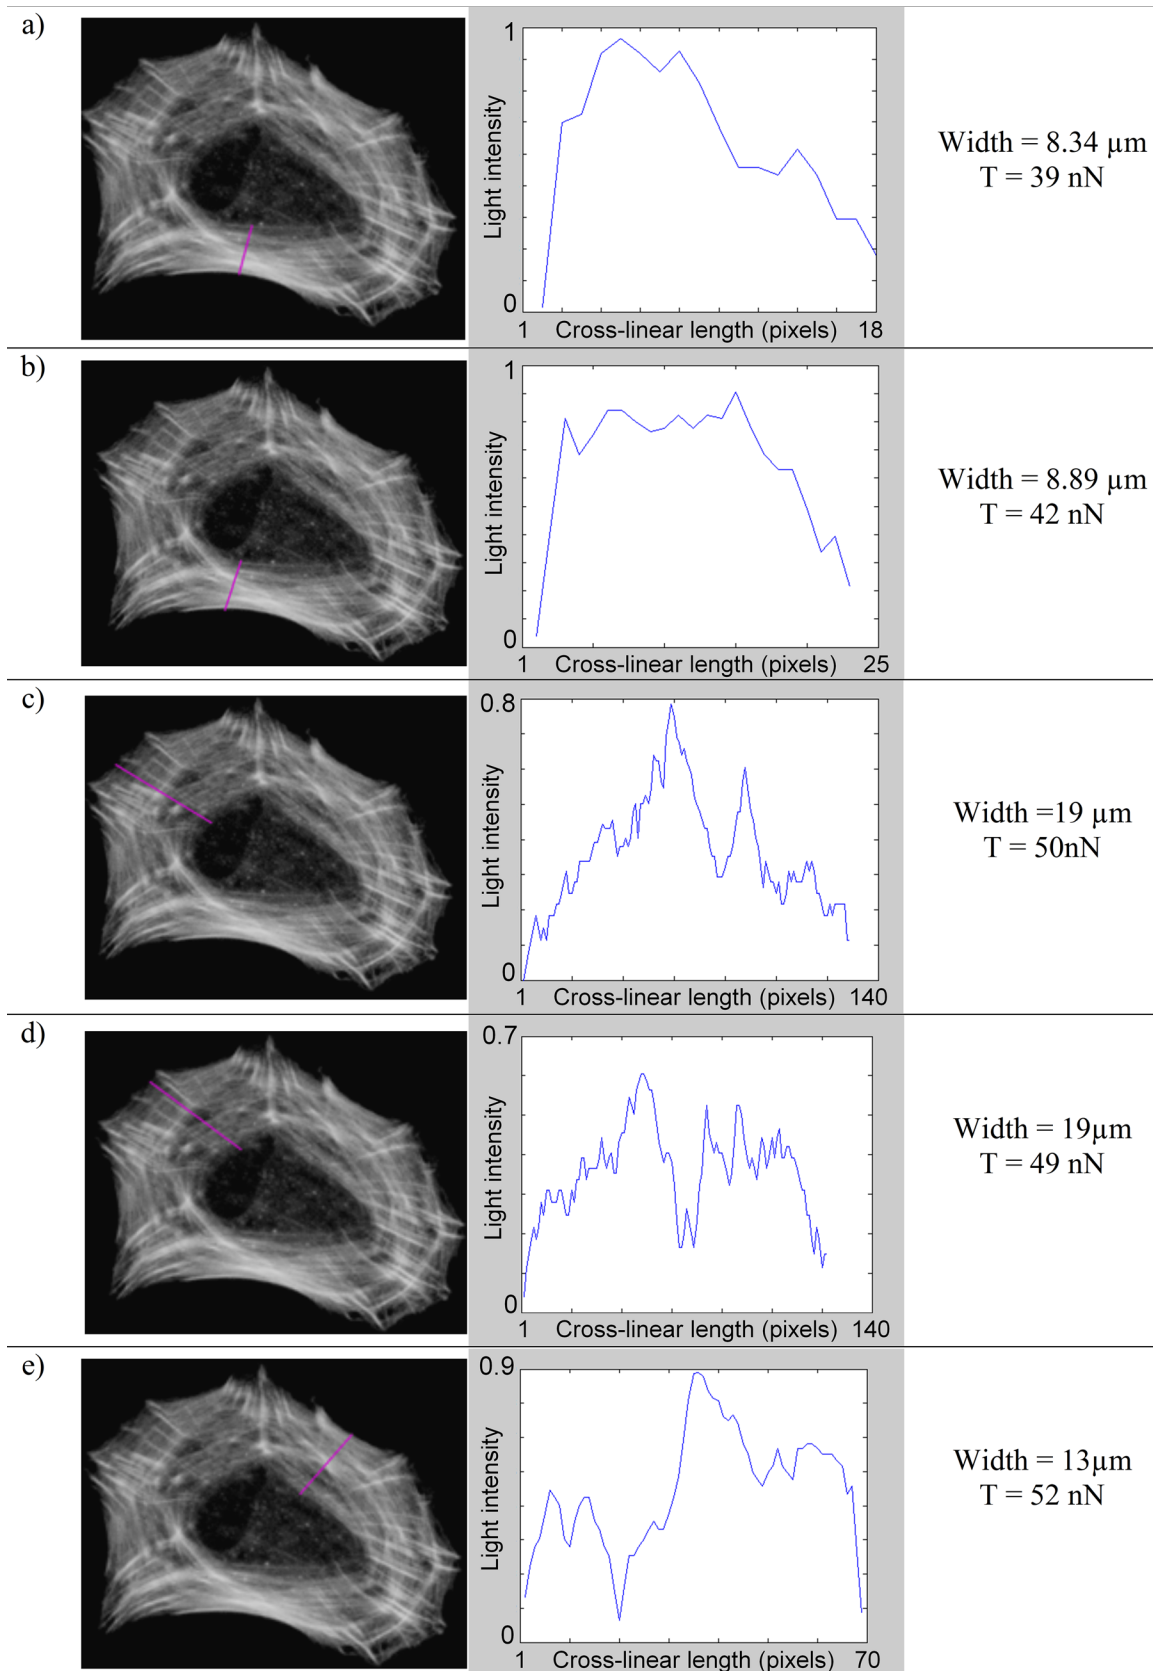 a)
1
Light intensity
0
1 Cross-linear length (pixels) 18
Width = 8.34 µm
T = 39 nN
b)
1
Light intensity
0
1 Cross-linear length (pixels) 25
Width = 8.89 µm
T = 42 nN
c)
0.8
Light intensity
0
1 Cross-linear length (pixels) 140
Width =19 µm
T = 50nN
d)
0.7
Light intensity
0
1 Cross-linear length (pixels) 140
Width = 19µm
T = 49 nN
e)
0.9
Light intensity
0
1 Cross-linear length (pixels) 70
Width = 13µm
T = 52 nN